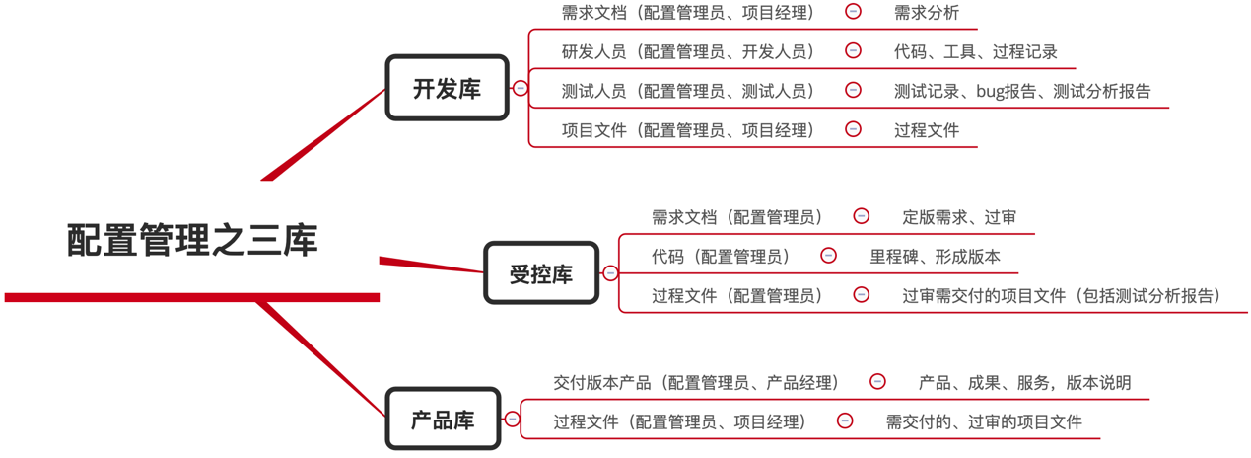 需求文档（配置管理员、项目经理） 需求分析
研发人员（配置管理员、开发人员） 代码、工具、过程记录
开发库
测试人员（配置管理员、测试人员） 测试记录、bug报告、测试分析报告
项目文件（配置管理员、项目经理） 过程文件
配置管理之三库
需求文档（配置管理员） 定版需求、过审
代码（配置管理员） 里程碑、形成版本
受控库
过程文件（配置管理员） 过审需交付的项目文件（包括测试分析报告）
交付版本产品（配置管理员、产品经理） 产品、成果、服务，版本说明
产品库
过程文件（配置管理员、项目经理） 需交付的、过审的项目文件